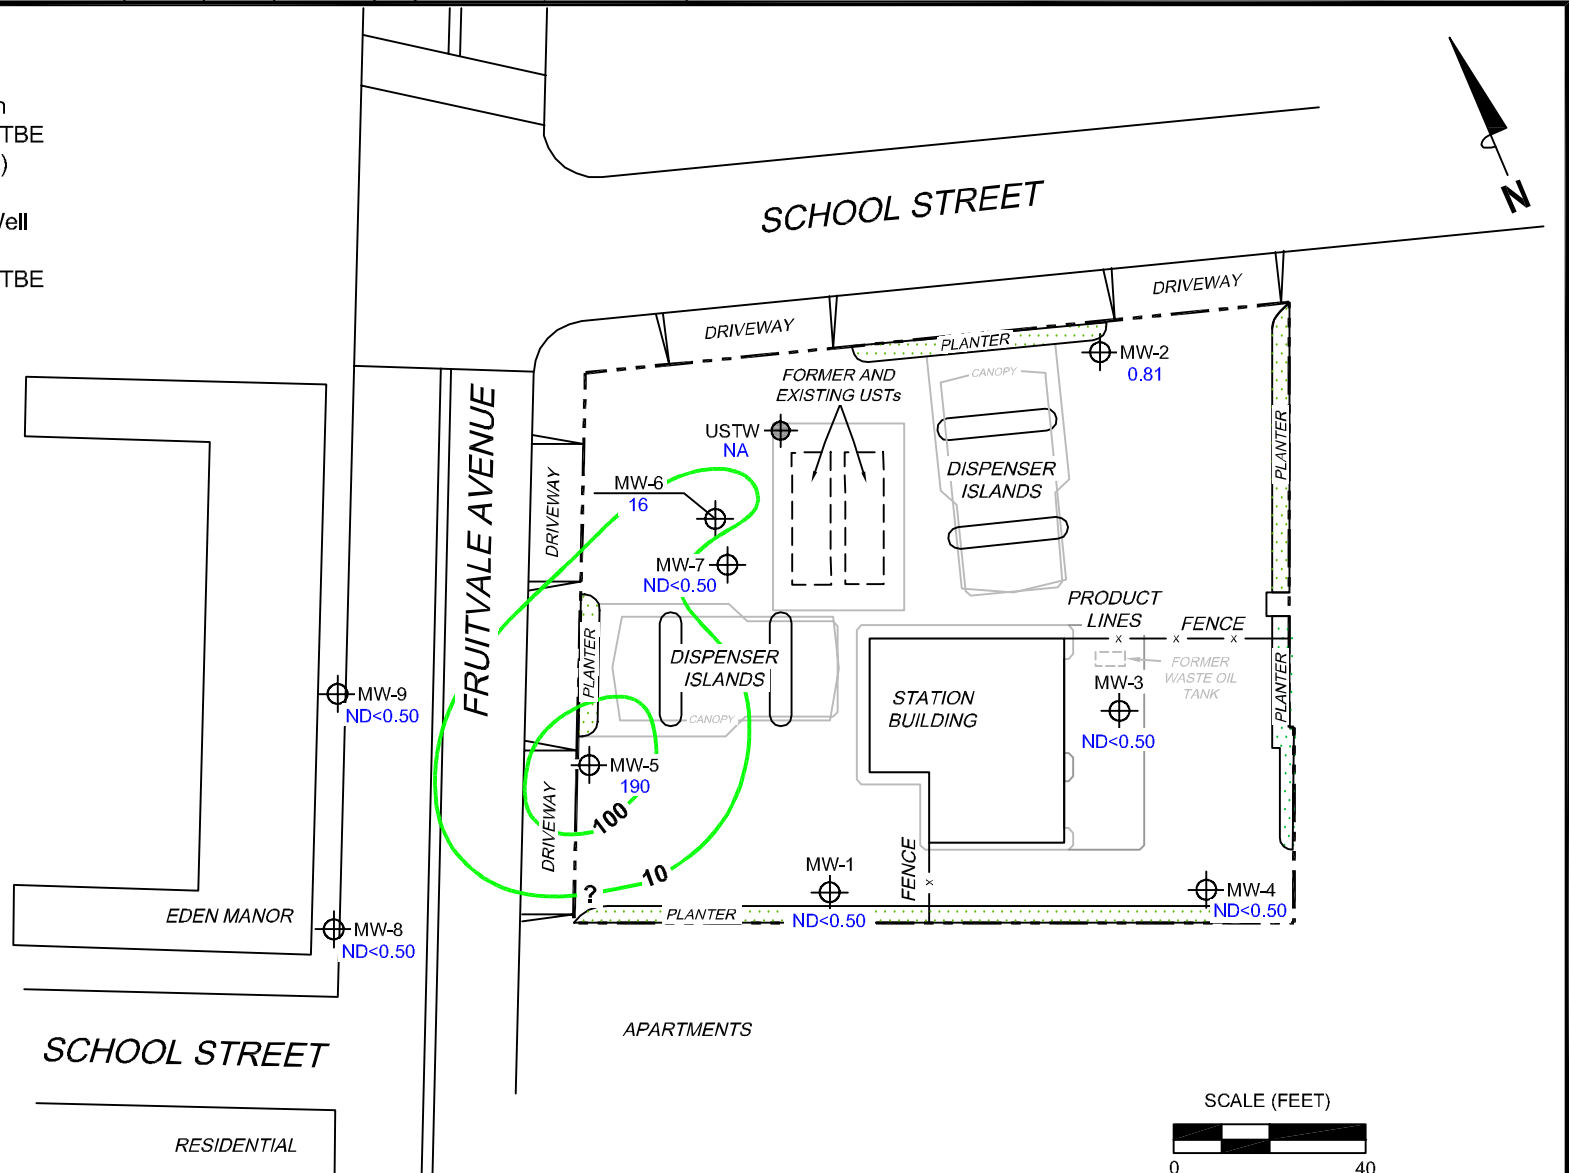 TBE
)
Well
TBE
SCHOOL STREET
N
DRIVEWAY
DRIVEWAY
PLANTER
MW-2
0.81
FORMER AND
EXISTING USTs
CANOPY
USTW
NA
DISPENSER
ISLANDS
PLANTER
FRUITVALE AVENUE
DRIVEWAY
MW-6
16
MW-7
ND<0.50
PRODUCT
LINES
FENCE
x
x
x
PLANTER
DISPENSER
ISLANDS
CANOPY
STATION
BUILDING
FORMER
WASTE OIL
TANK
MW-3
ND<0.50
PLANTER
MW-9
ND<0.50
MW-5
190
100
DRIVEWAY
10
?
MW-1
ND<0.50
FENCE
x
MW-4
ND<0.50
PLANTER
EDEN MANOR
MW-8
ND<0.50
APARTMENTS
SCHOOL STREET
RESIDENTIAL
SCALE (FEET)
0
40